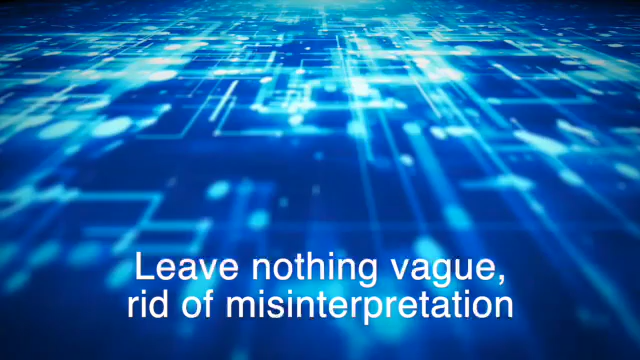 Leave nothing vague,
rid of misinterpretation